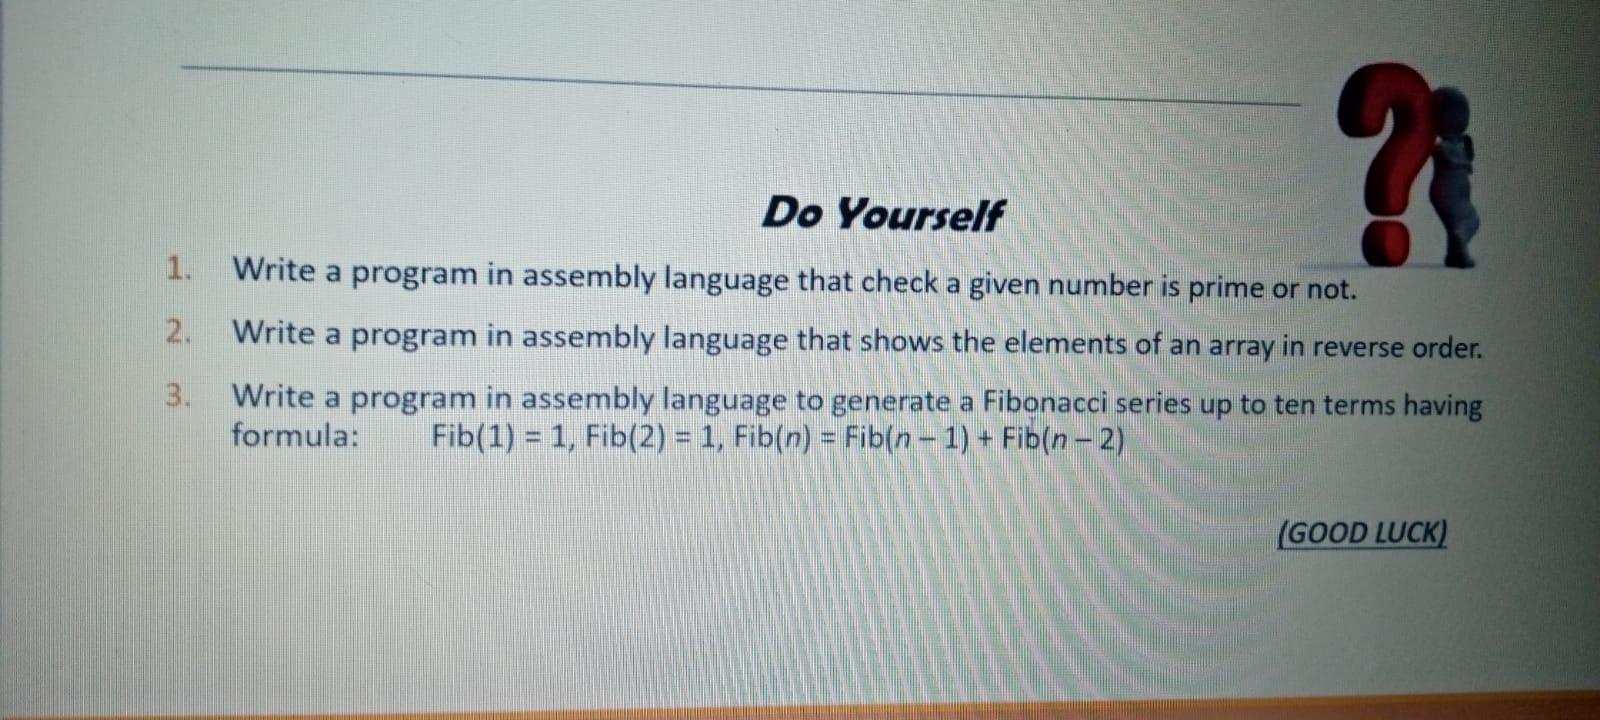 Do Yourself
1. Write a program in assembly language that check a given number is prime or not.
2. Write a program in assembly language that shows the elements of an array in reverse order.
3. Write a program in assembly language to generate a Fibonacci series up to ten terms having
formula: Fib(1) = 1, Fib(2) = 1, Fib(n) = Fib(n – 1) + Fib(n – 2)
(GOOD LUCK)